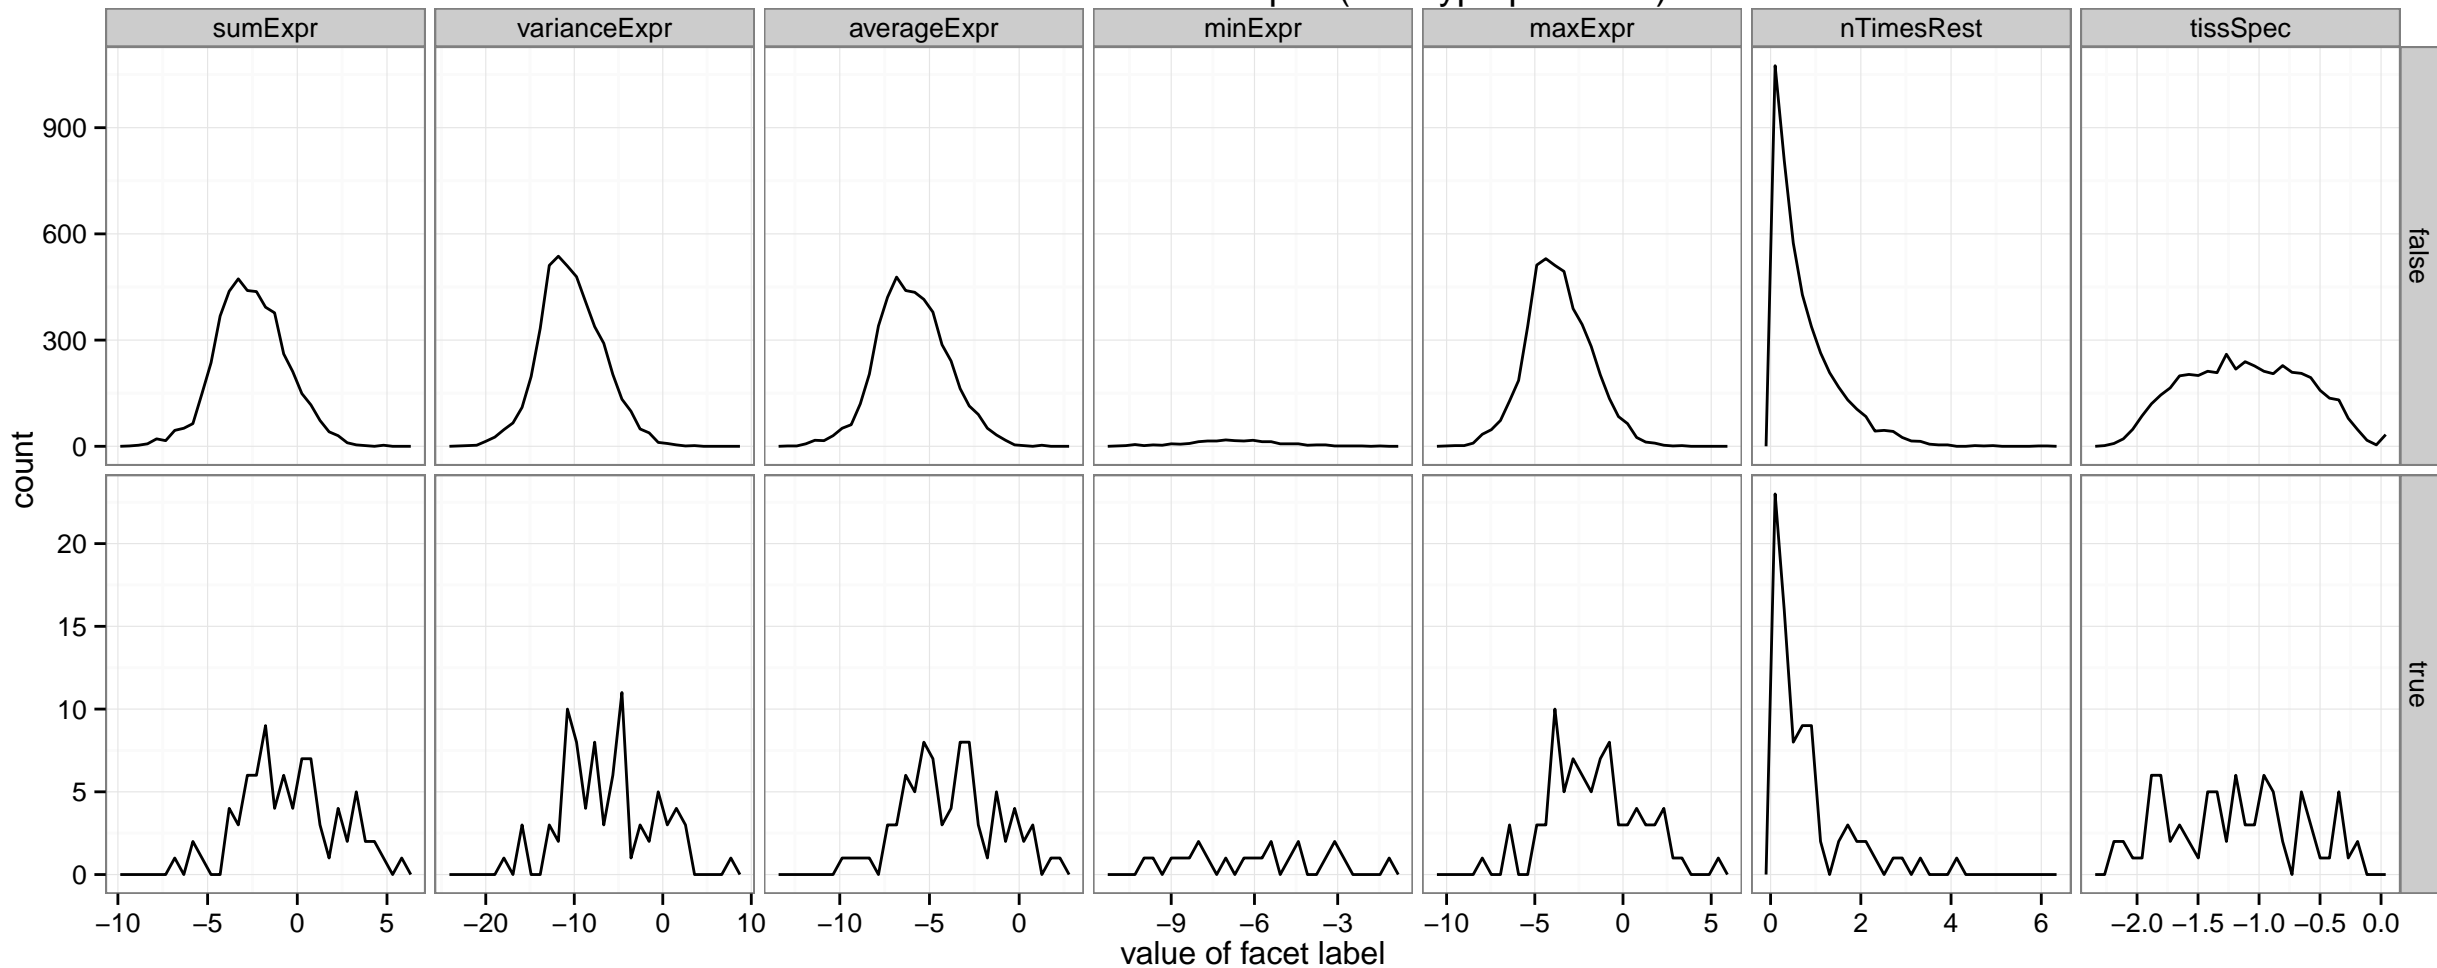 sumExpr varianceExpr averageExpr minExpr maxExpr nTimesRest tissSpec
900
600
300
0
false
count
20
15
10
5
0
true
−10 −5 0 5 −20 −10 0 10 −10 −5 0 −9 −6 −3 −10 −5 0 5 0 2 4 6 −2.0 −1.5 −1.0 −0.5 0.0
value of facet label